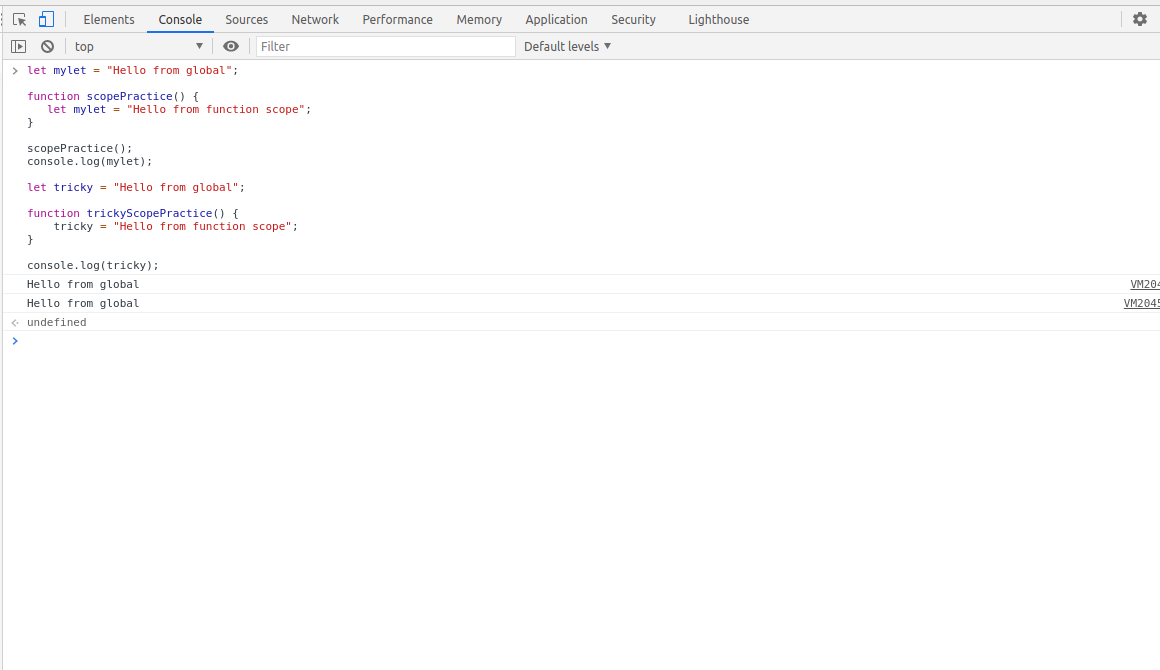 Elements Console Sources Network Performance Memory Application Security Lighthouse
top Filter Default levels
let mylet = "Hello from global";
function scopePractice() {
let mylet = "Hello from function scope";
}
scopePractice();
console.log(mylet);
let tricky = "Hello from global";
function trickyScopePractice() {
tricky = "Hello from function scope";
}
console.log(tricky);
Hello from global VM204
Hello from global VM2045
undefined